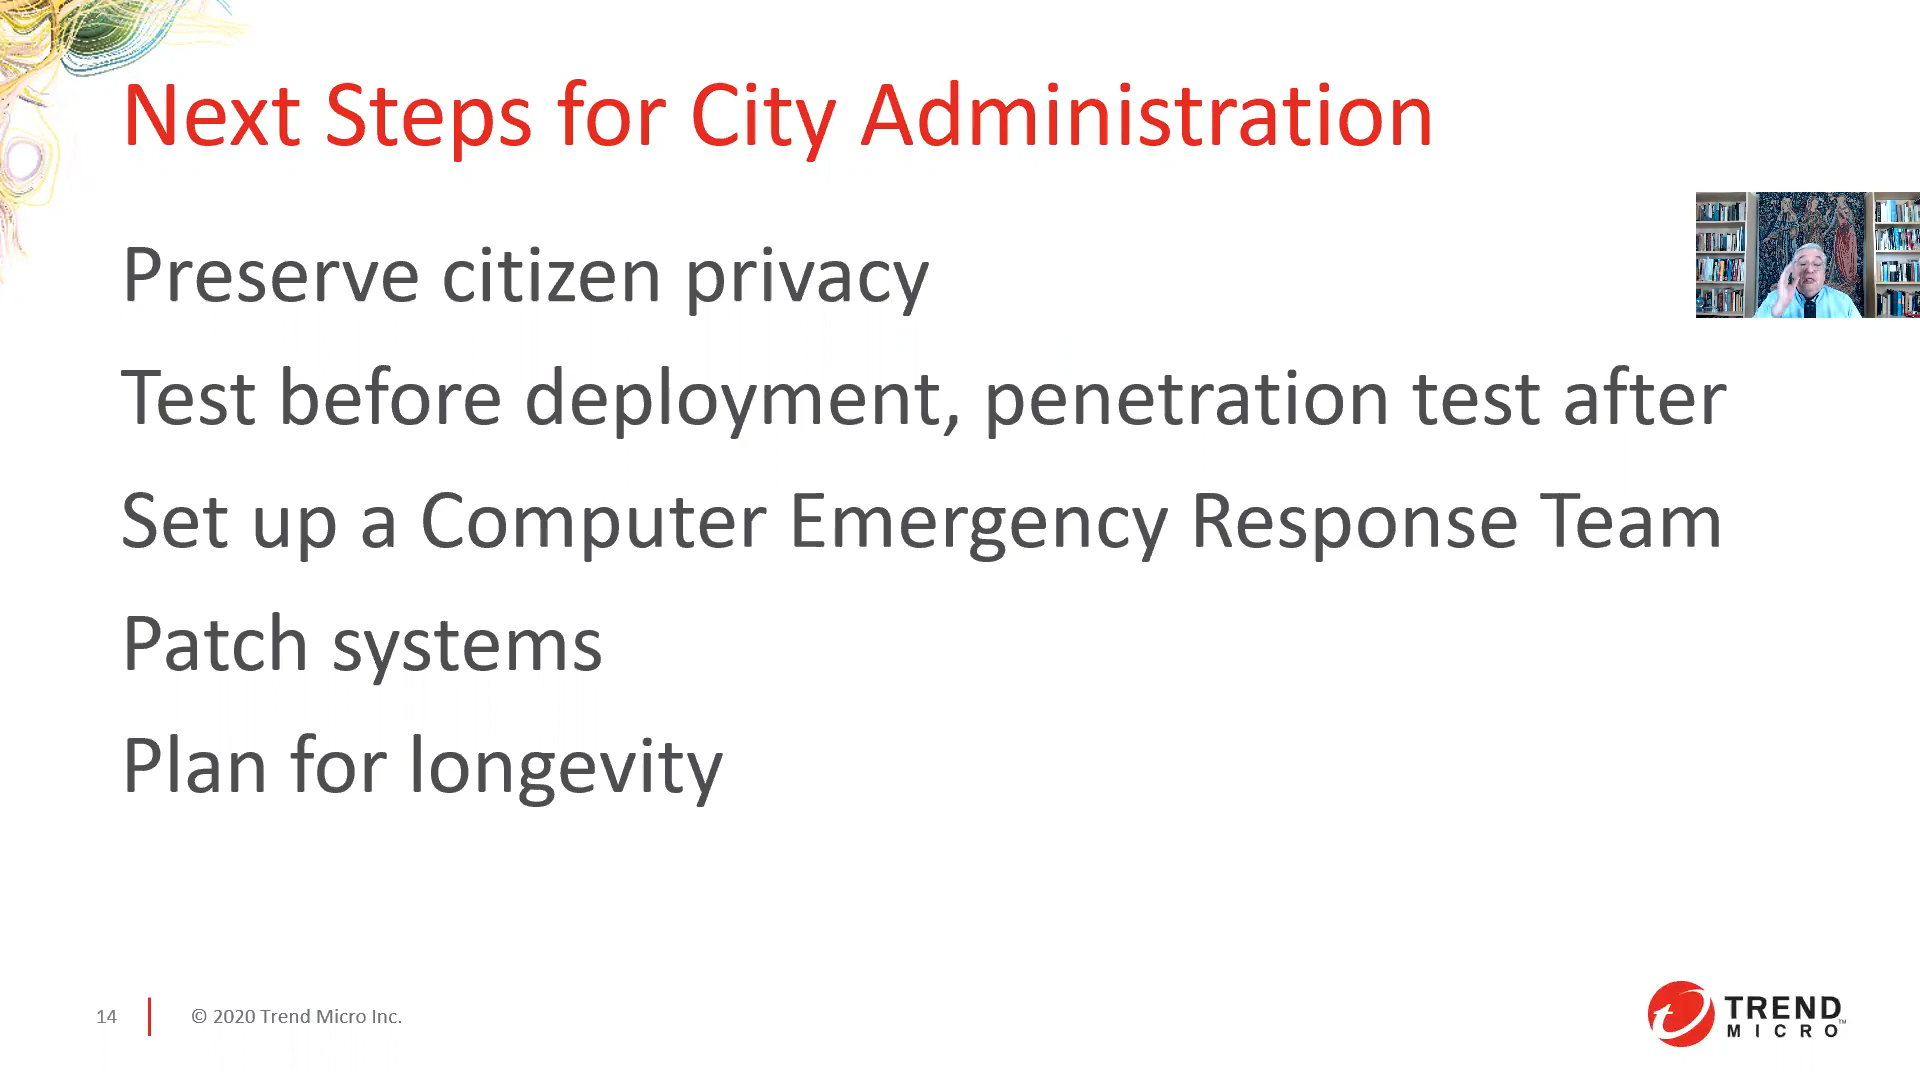 Next Steps for City Administration
Preserve citizen privacy
Test before deployment, penetration test after
Set up a Computer Emergency Response Team
Patch systems
Plan for longevity
14
© 2020 Trend Micro Inc.
TREND
MICRO™